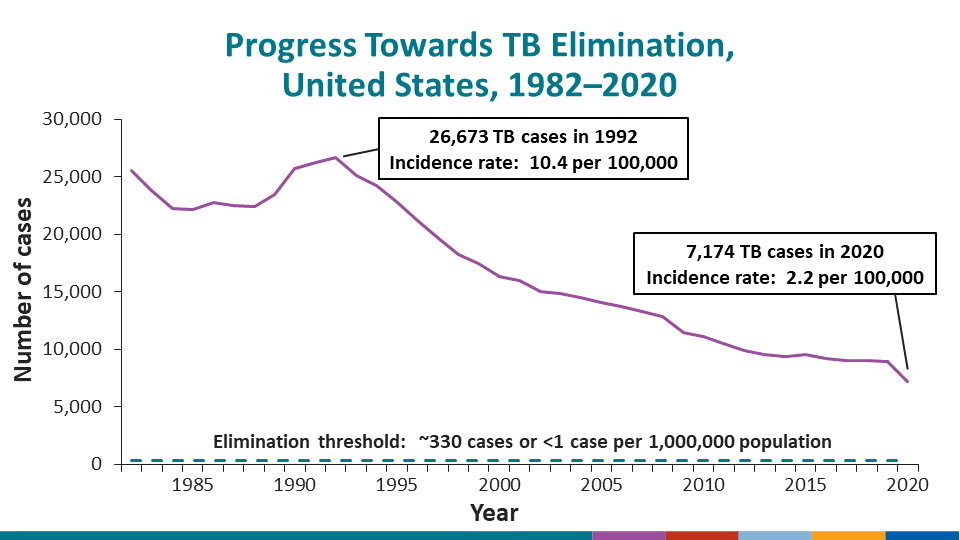 Progress Towards TB Elimination,
United States, 1982–2020
Number of cases
30,000
25,000
20,000
15,000
10,000
5,000
0
26,673 TB cases in 1992
Incidence rate:  10.4 per 100,000
7,174 TB cases in 2020
Incidence rate:  2.2 per 100,000
Elimination threshold:  ~330 cases or <1 case per 1,000,000 population
1985 1990 1995 2000 2005 2010 2015 2020
Year